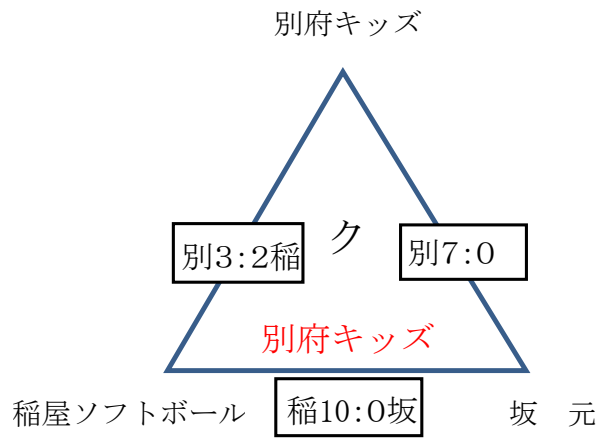 別府キッズ
別3:2稲
ク
別7:0
別府キッズ
稲屋ソフトボール
稲10:0坂
坂　元